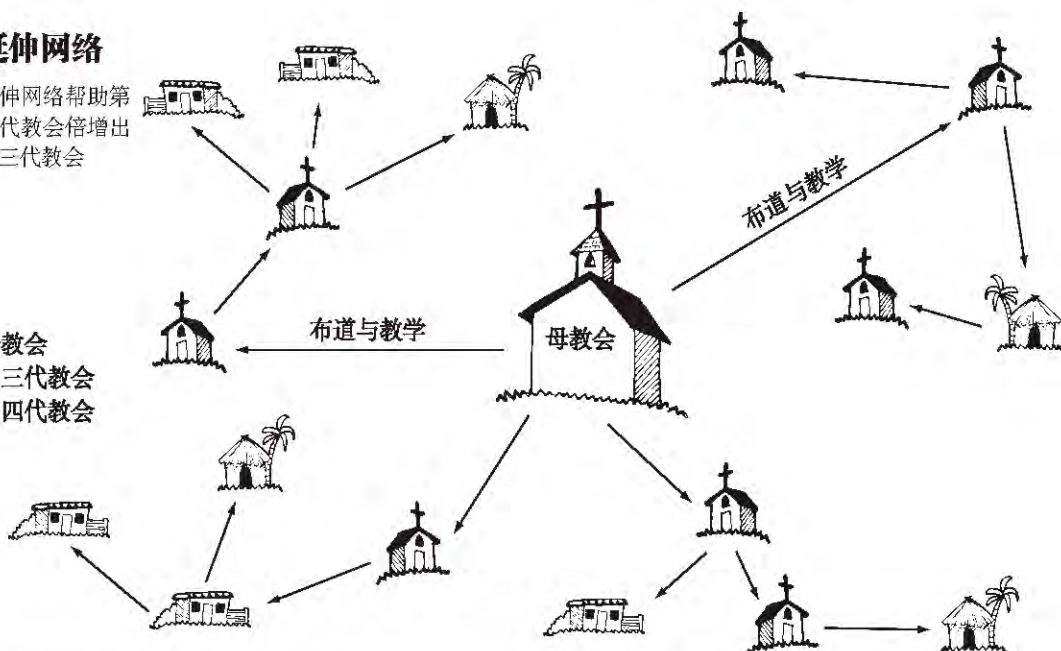 延伸网络
伸网络帮助第
代教会倍增出
三代教会
布道与教学
布道与教学
母教会
教会
三代教会
四代教会